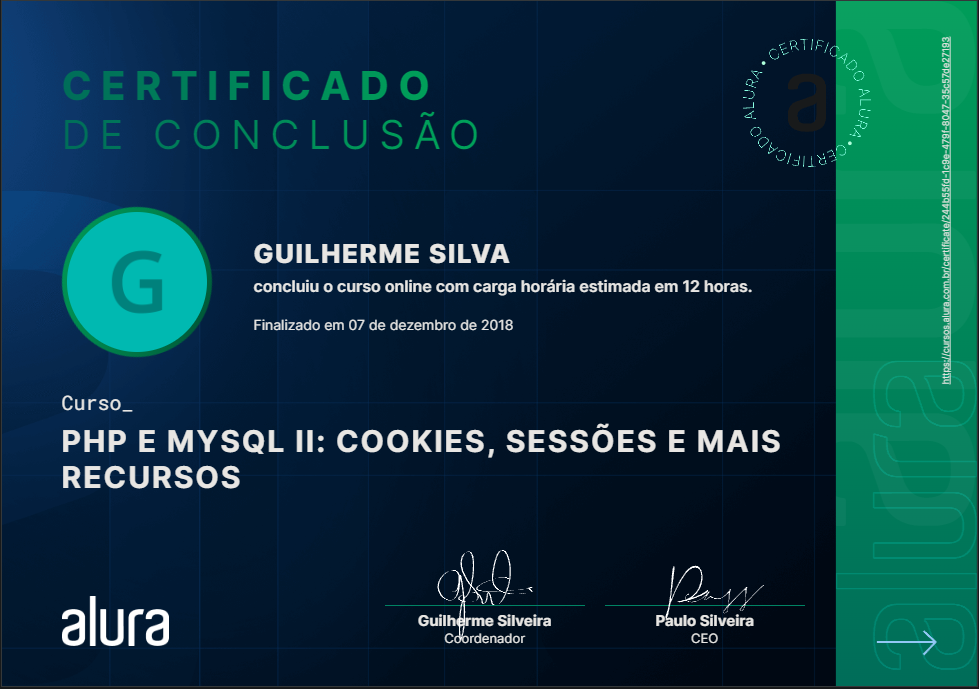 CERTIFICADO
DE CONCLUSÃO
CERTIFICADO ALURA • CERTIFICADO ALURA •
a
https://cursos.alura.com.br/certificate/244b55fd-1c9e-479f-8047-35c57de27193
G
GUILHERME SILVA
concluiu o curso online com carga horária estimada em 12 horas.
Finalizado em 07 de dezembro de 2018
Curso_
PHP E MYSQL II: COOKIES, SESSÕES E MAIS
RECURSOS
alura
Guilherme Silveira
Coordenador
Paulo Silveira
CEO
alura